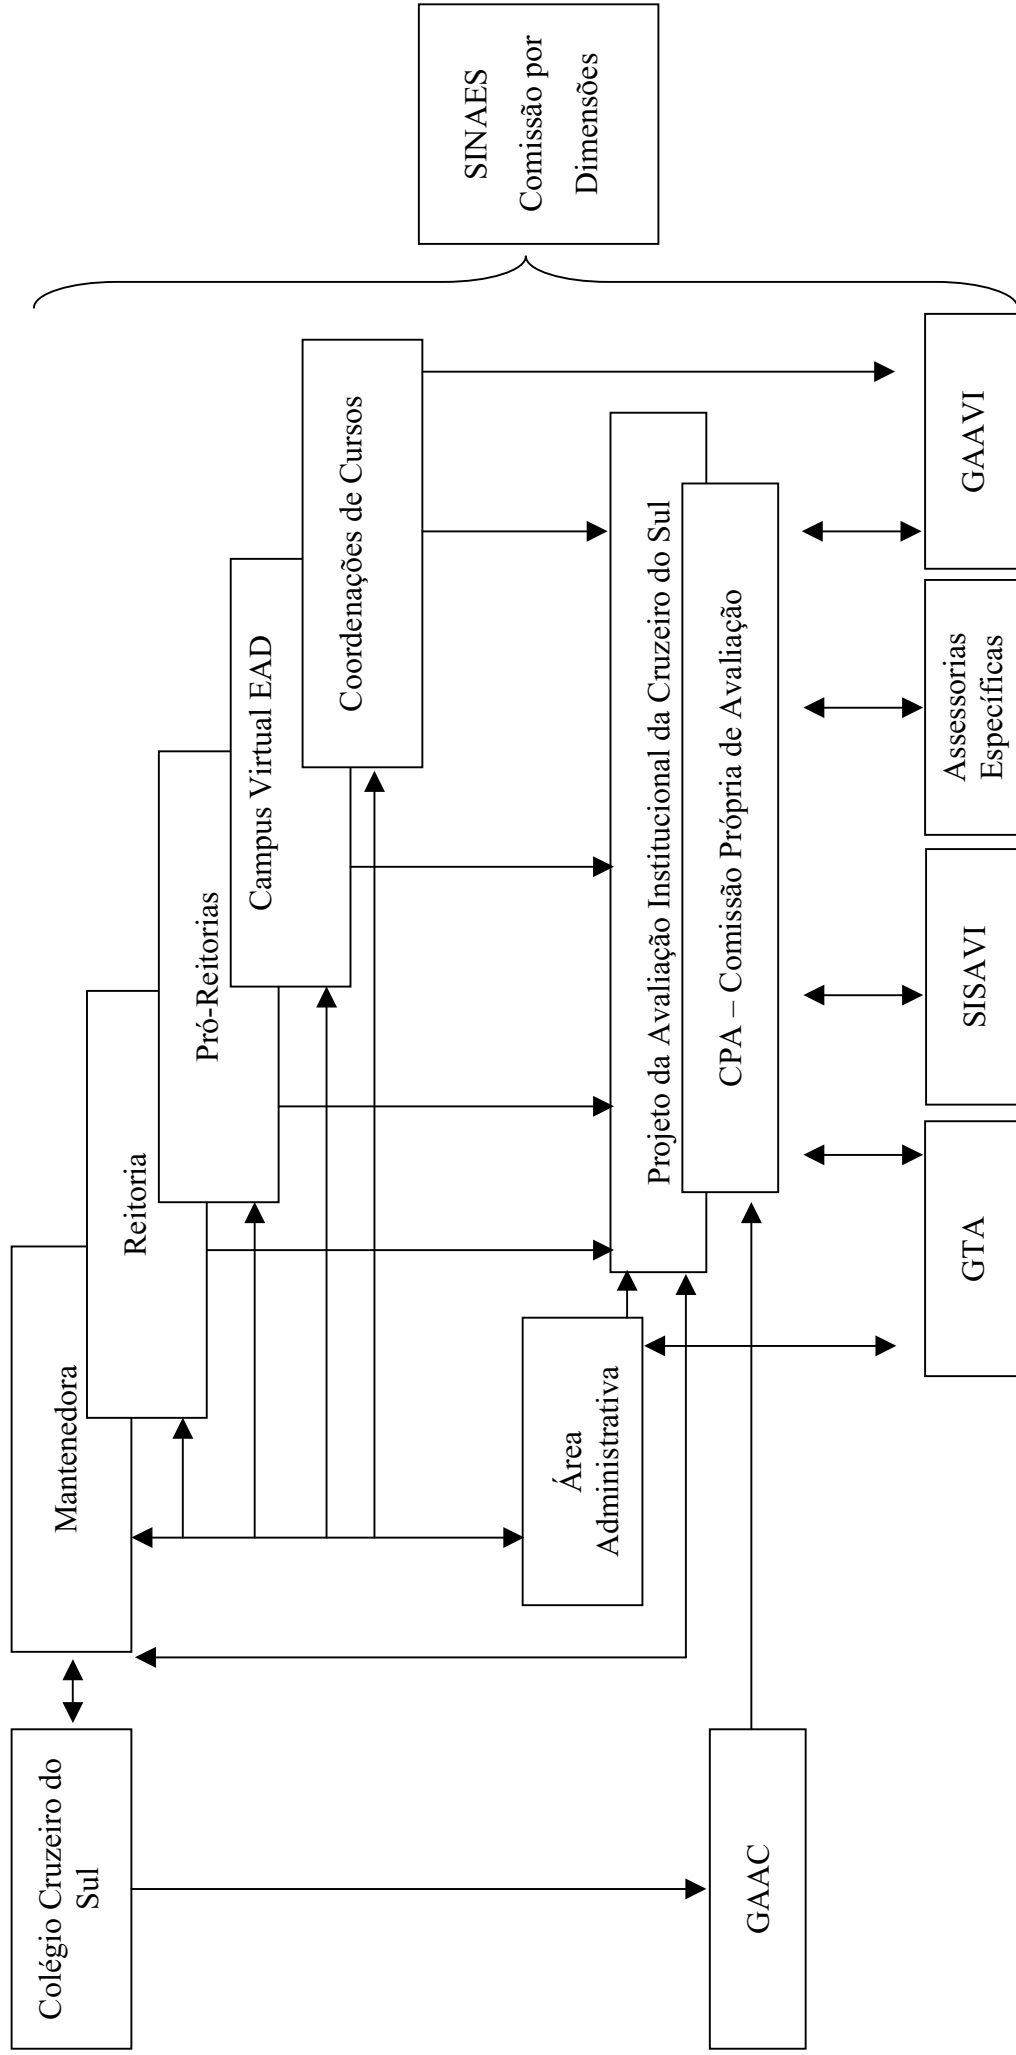 Colégio Cruzeiro do
Sul
Mantenedora
Reitoria
Pró-Reitorias
Campus Virtual EAD
Coordenações de Cursos
SINAES
Comissão por
Dimensões
Área
Administrativa
Projeto da Avaliação Institucional da Cruzeiro do Sul
CPA – Comissão Própria de Avaliação
GAAC
GTA
SISAVI
Assessorias
Específicas
GAAVI